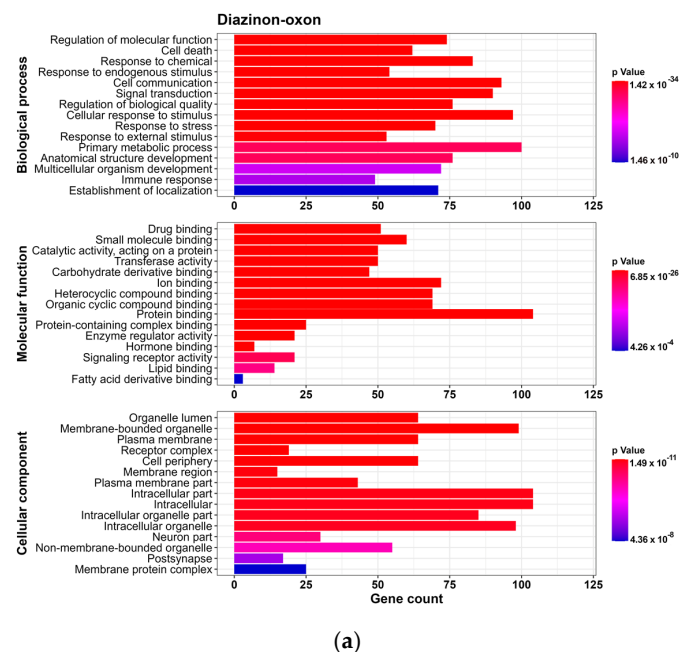 Diazinon-oxon
Biological process
Regulation of molecular function
Cell death
Response to chemical
Response to endogenous stimulus
Cell communication
Signal transduction
Regulation of biological quality
Cellular response to stimulus
Response to stress
Response to external stimulus
Primary metabolic process
Anatomical structure development
Multicellular organism development
Immune response
Establishment of localization
0 25 50 75 100 125
p Value
1.42 x 10⁻³⁴
1.46 x 10⁻¹⁰
Molecular function
Drug binding
Small molecule binding
Catalytic activity, acting on a protein
Transferase activity
Carbohydrate derivative binding
Ion binding
Heterocyclic compound binding
Organic cyclic compound binding
Protein binding
Protein-containing complex binding
Enzyme regulator activity
Hormone binding
Signaling receptor activity
Lipid binding
Fatty acid derivative binding
0 25 50 75 100 125
p Value
6.85 x 10⁻²⁶
4.26 x 10⁻⁴
Cellular component
Organelle lumen
Membrane-bounded organelle
Plasma membrane
Receptor complex
Cell periphery
Membrane region
Plasma membrane part
Intracellular part
Intracellular
Intracellular organelle part
Intracellular organelle
Neuron part
Non-membrane-bounded organelle
Postsynapse
Membrane protein complex
0 25 50 75 100 125
Gene count
p Value
1.49 x 10⁻¹¹
4.36 x 10⁻⁸
(a)